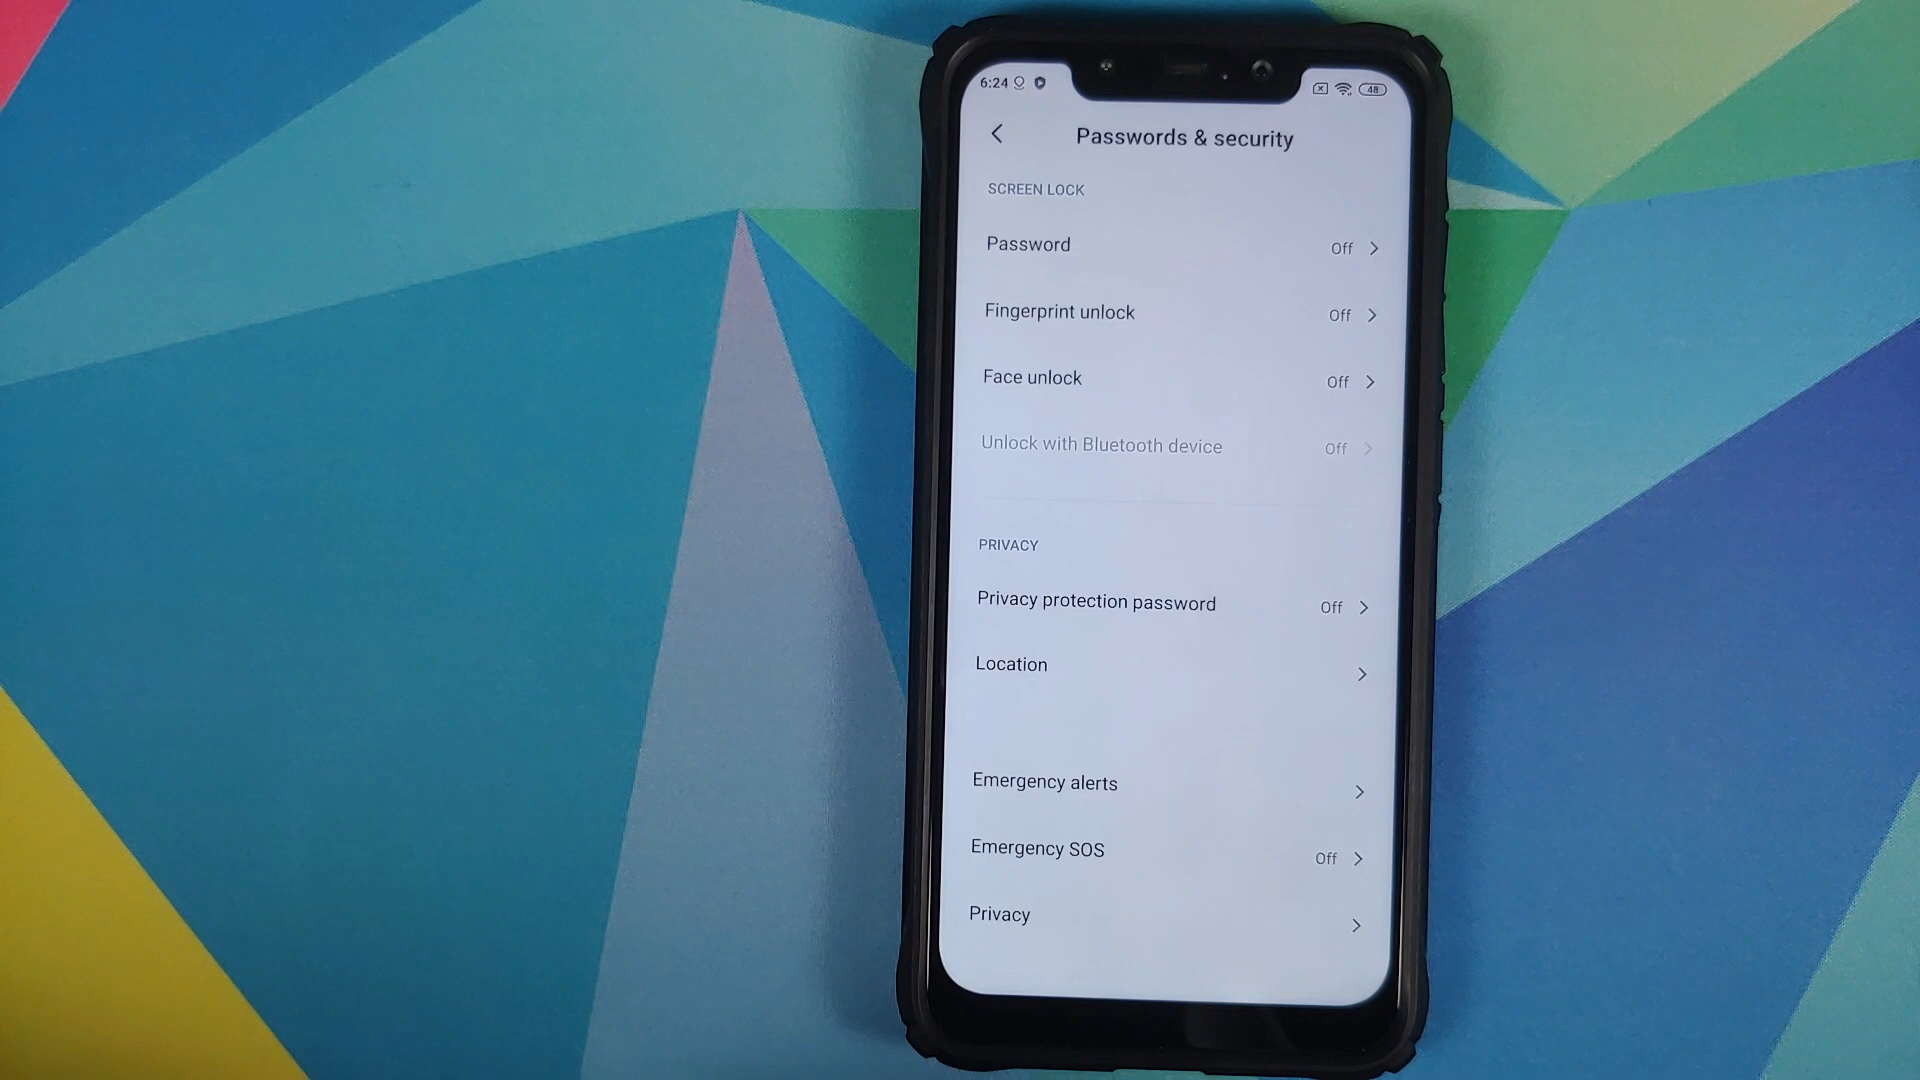 6:24 48
Passwords & security
SCREEN LOCK
Password Off
Fingerprint unlock Off
Face unlock Off
Unlock with Bluetooth device Off
PRIVACY
Privacy protection password Off
Location
Emergency alerts
Emergency SOS Off
Privacy